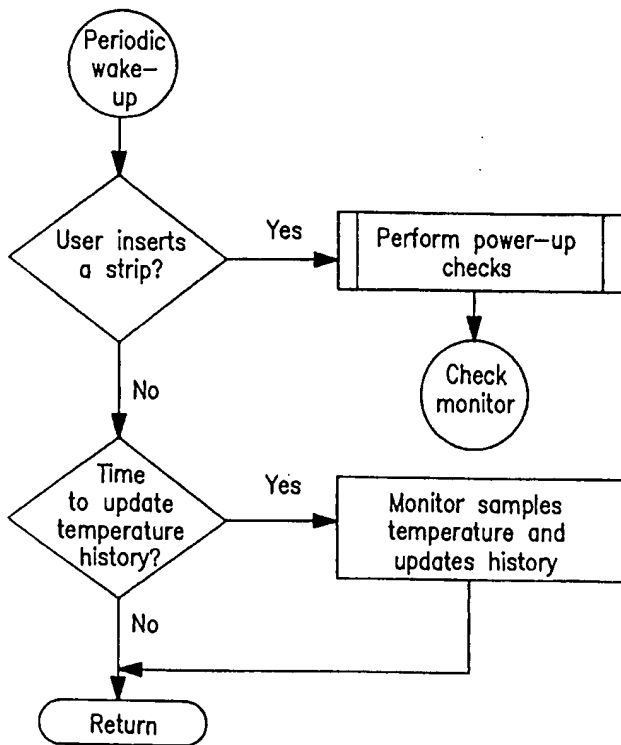 Periodic
wake-
up
User inserts
a strip?
Yes
Perform power-up
checks
No
Check
monitor
Time
to update
temperature
history?
Yes
Monitor samples
temperature and
updates history
No
Return